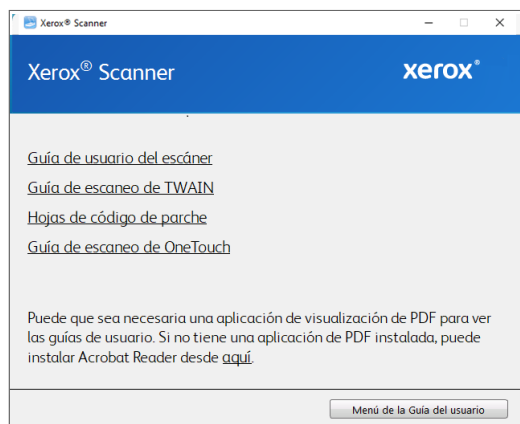 Xerox® Scanner
Xerox® Scanner
xerox®
Guía de usuario del escáner
Guía de escaneo de TWAIN
Hojas de código de parche
Guía de escaneo de OneTouch
Puede que sea necesaria una aplicación de visualización de PDF para ver
las guías de usuario. Si no tiene una aplicación de PDF instalada, puede
instalar Acrobat Reader desde aquí.
Menú de la Guía del usuario